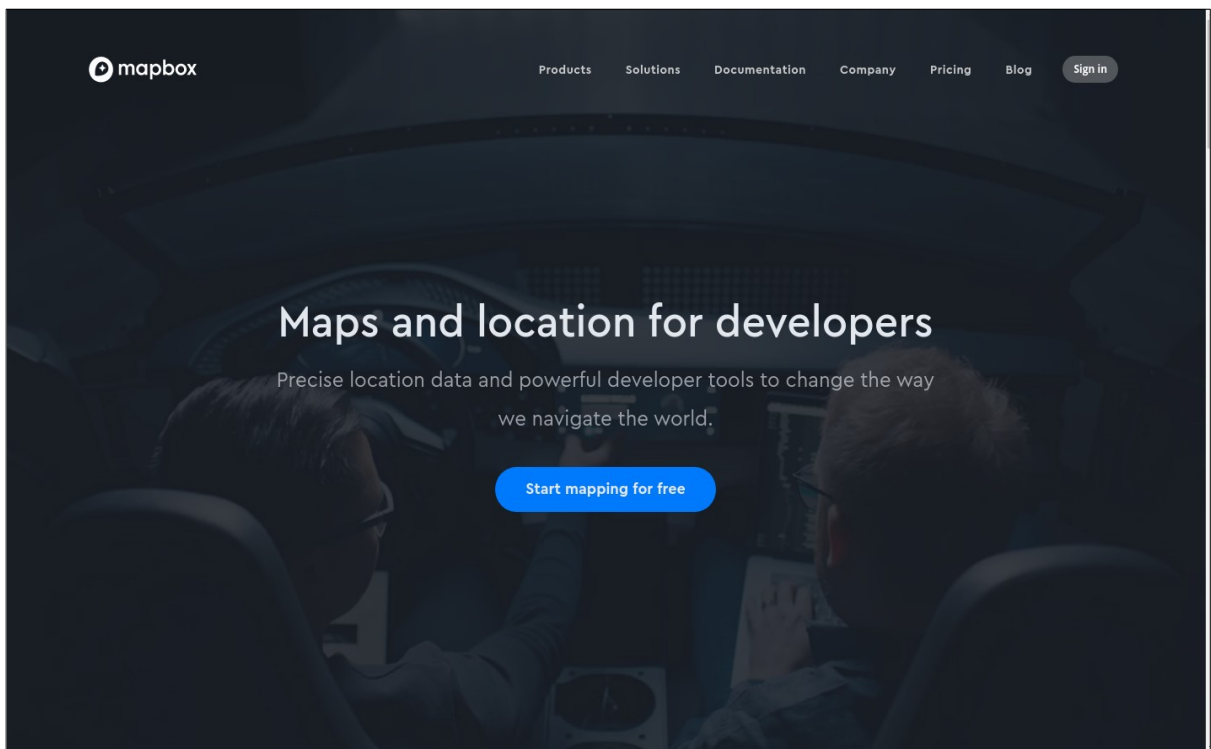 mapbox
Products Solutions Documentation Company Pricing Blog Sign in
Maps and location for developers
Precise location data and powerful developer tools to change the way
we navigate the world.
Start mapping for free